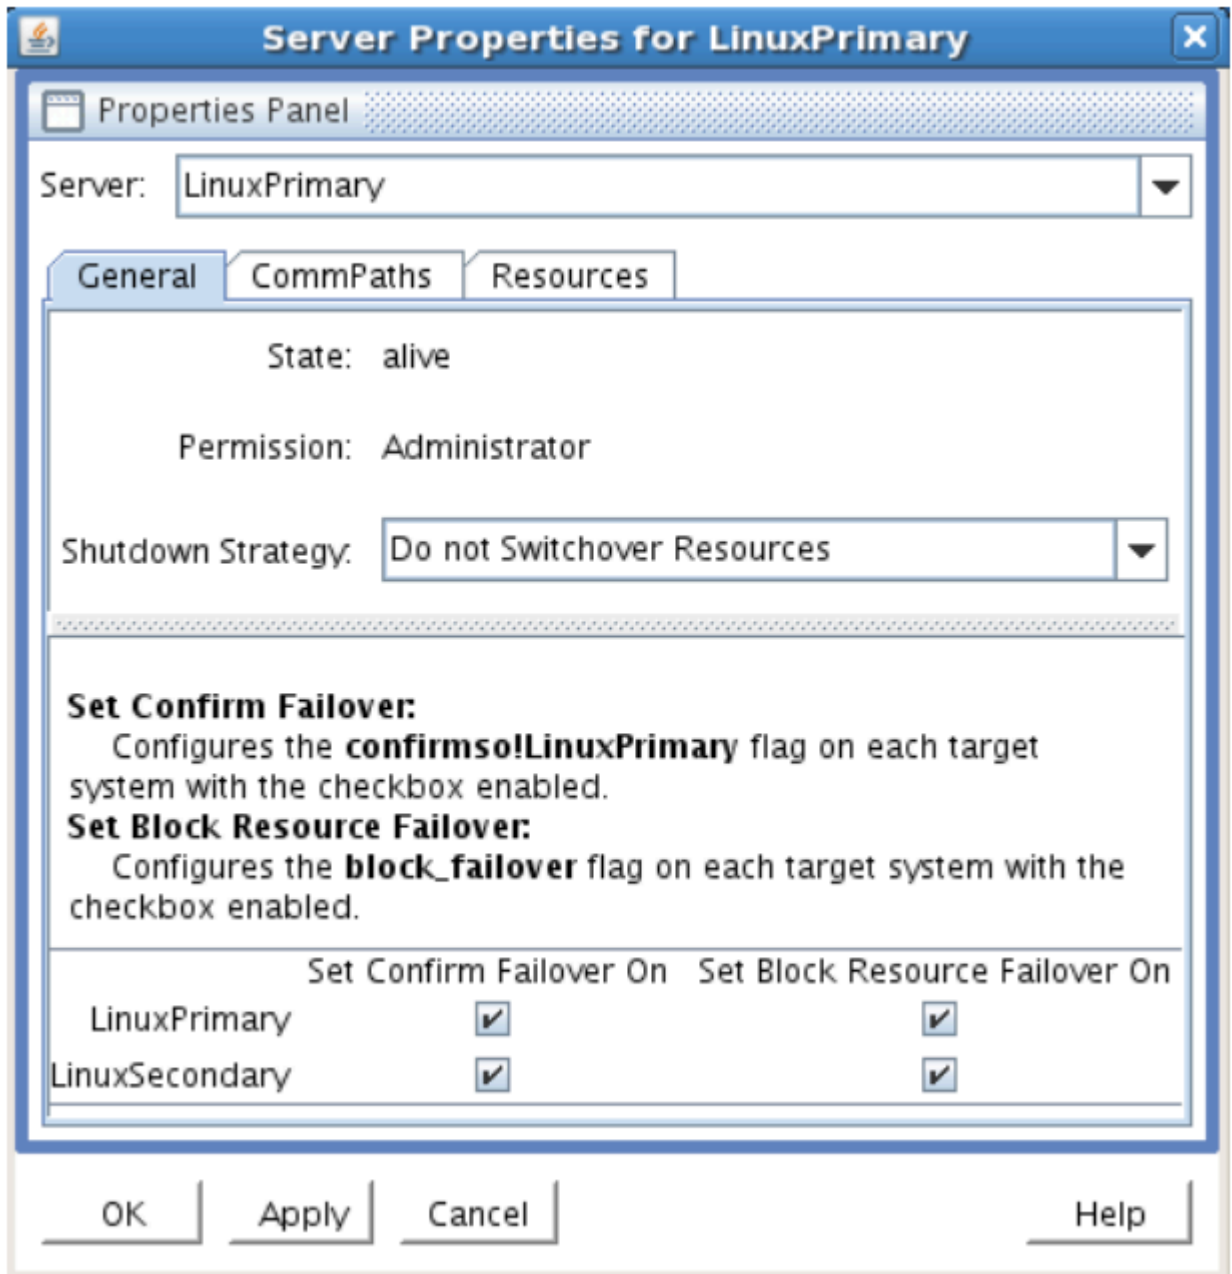 Server Properties for LinuxPrimary
Properties Panel
Server: LinuxPrimary
General CommPaths Resources
State: alive
Permission: Administrator
Shutdown Strategy: Do not Switchover Resources
Set Confirm Failover:
Configures the confirmso!LinuxPrimary flag on each target
system with the checkbox enabled.
Set Block Resource Failover:
Configures the block_failover flag on each target system with the
checkbox enabled.
Set Confirm Failover On Set Block Resource Failover On
LinuxPrimary
LinuxSecondary
OK Apply Cancel Help